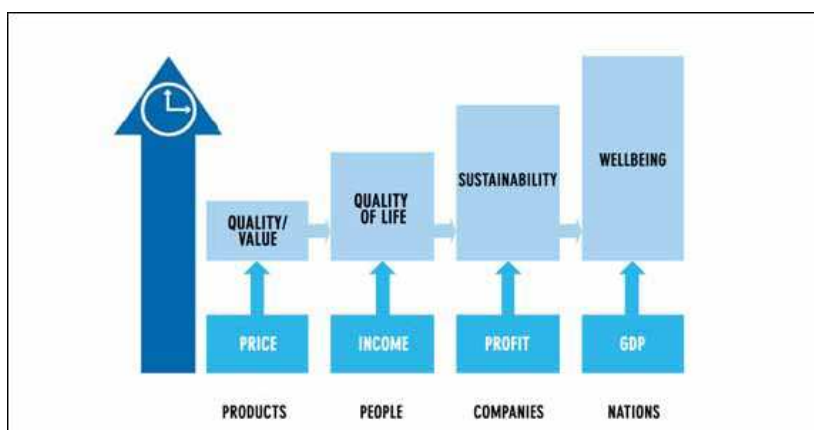 QUALITY/
VALUE
QUALITY
OF LIFE
SUSTAINABILITY
WELLBEING
PRICE
INCOME
PROFIT
GDP
PRODUCTS
PEOPLE
COMPANIES
NATIONS